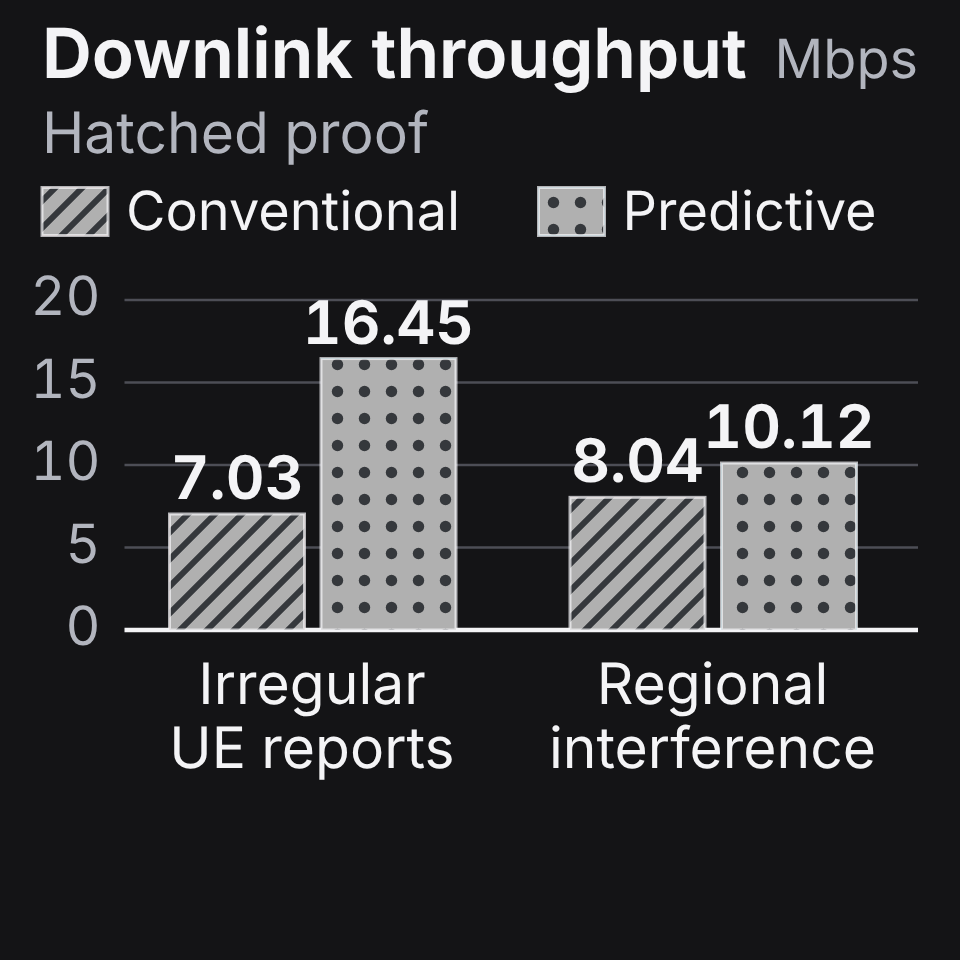 Downlink throughput Mbps
Hatched proof
Conventional Predictive
20
15
10
5
0
16.45
7.03
8.04
10.12
Irregular
UE reports
Regional
interference